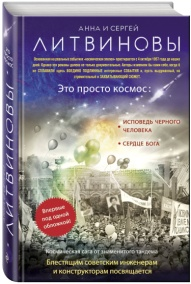 АННА И СЕРГЕЙ
ЛИТВИНОВЫ
Это просто космос:
• ИСПОВЕДЬ ЧЕРНОГО
ЧЕЛОВЕКА
• СЕРДЦЕ БОГА
Впервые
под одной
обложкой!
Космическая сага от знаменитого тандема
Блестящим советским инженерам
и конструкторам посвящается
ЛИТВИНОВЫ